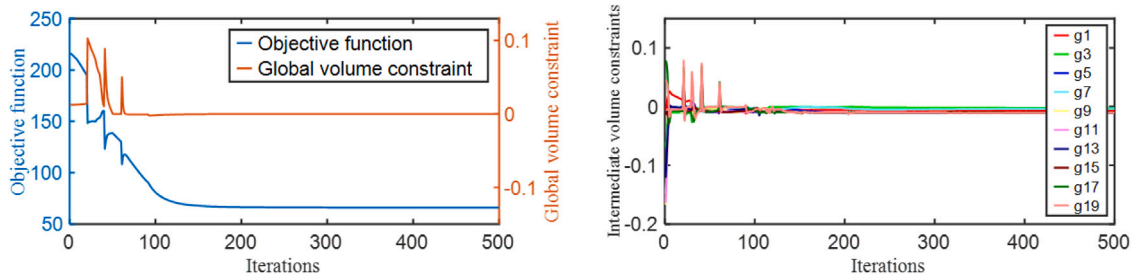 Objective function
250
200
150
100
50
0
100
200
300
400
500
Iterations
0.1
0
-0.1
Global volume constraint
Objective function
Global volume constraint
Intermediate volume constraints
0.1
0
-0.1
-0.2
0
100
200
300
400
500
Iterations
g1
g3
g5
g7
g9
g11
g13
g15
g17
g19